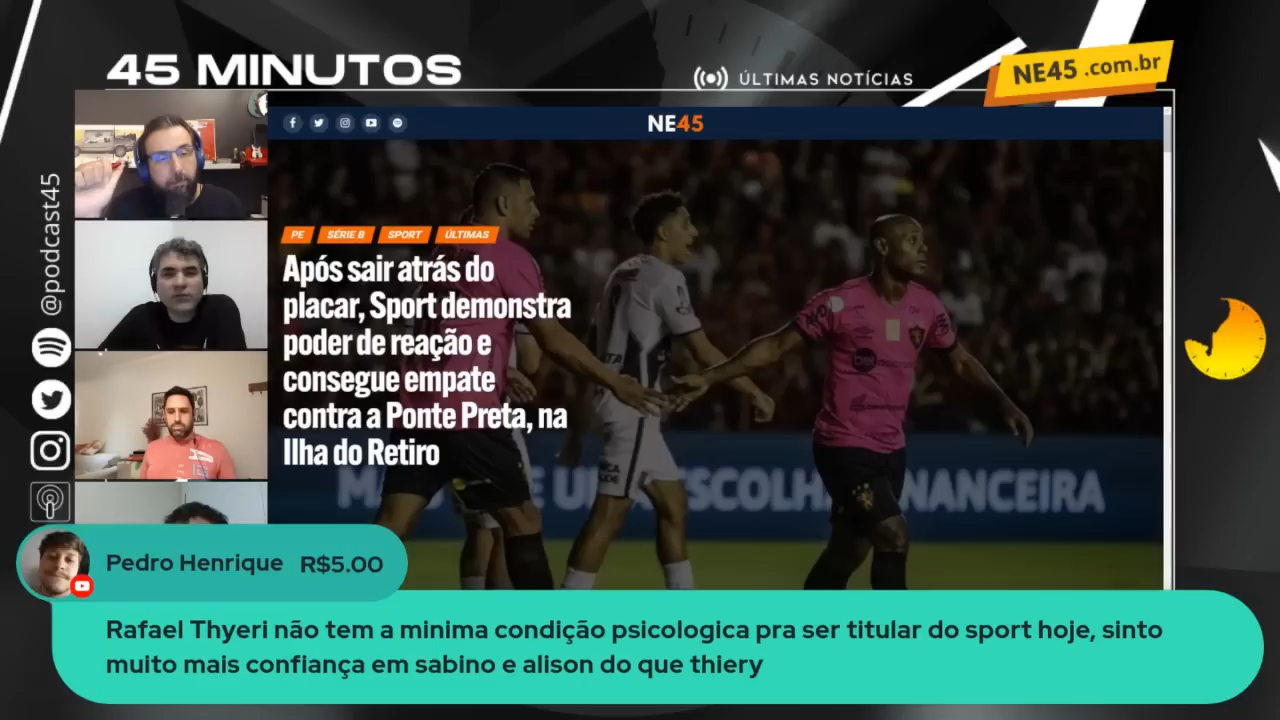 45 MINUTOS
ÚLTIMAS NOTÍCIAS
NE45 .com.br
@podcast45
NE45
PE
SÉRIE B
SPORT
ÚLTIMAS
Após sair atrás do
placar, Sport demonstra
poder de reação e
consegue empate
contra a Ponte Preta, na
Ilha do Retiro
Pedro Henrique R$5.00
Rafael Thyeri não tem a minima condição psicologica pra ser titular do sport hoje, sinto
muito mais confiança em sabino e alison do que thiery